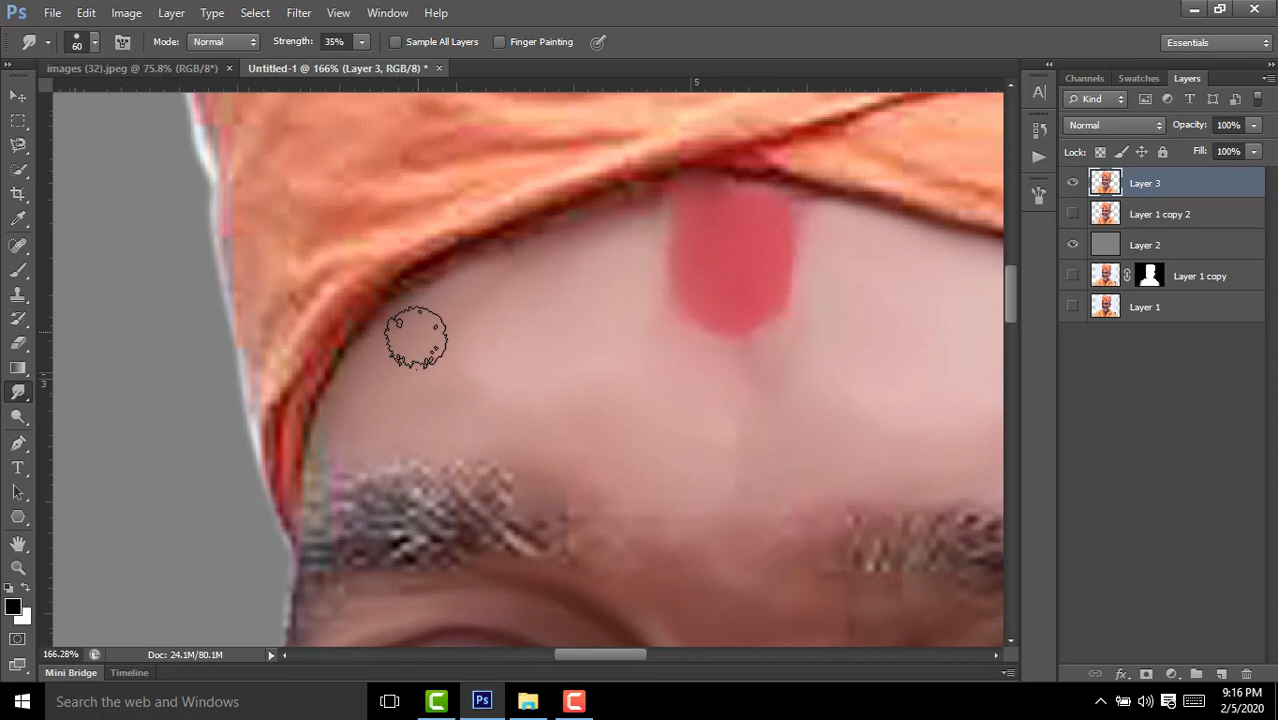 Ps File Edit Image Layer Type Select Filter View Window Help
60 Mode: Normal Strength: 35% Sample All Layers Finger Painting Essentials
images (32).jpeg @ 75.8% (RGB/8*) × Untitled-1 @ 166% (Layer 3, RGB/8) * ×
5
3
Channels Swatches Layers
Kind
Normal Opacity: 100%
Lock: Fill: 100%
Layer 3
Layer 1 copy 2
Layer 2
Layer 1 copy
Layer 1
166.28% Doc: 24.1M/80.1M
Mini Bridge Timeline
Search the web and Windows
9:16 PM
2/5/2020